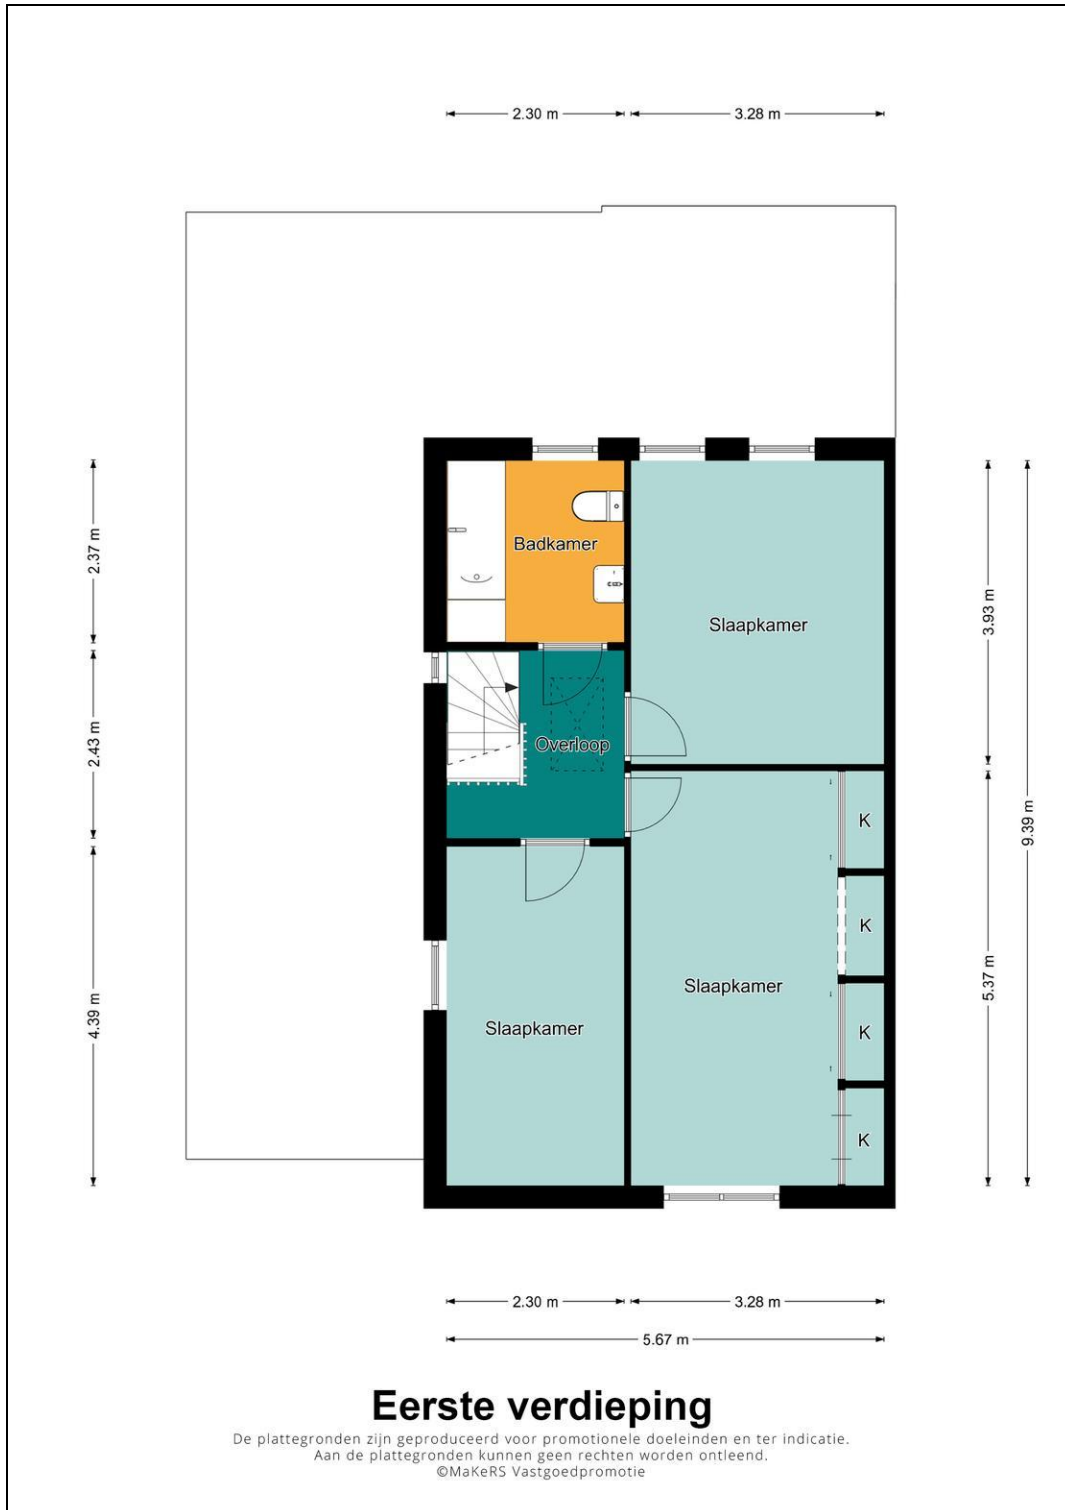 2.30 m
3.28 m
2.37 m
2.43 m
4.39 m
Badkamer
Slaapkamer
Overloop
Slaapkamer
Slaapkamer
K
K
K
K
3.93 m
5.37 m
9.39 m
2.30 m
3.28 m
5.67 m
Eerste verdieping
De plattegronden zijn geproduceerd voor promotionele doeleinden en ter indicatie.
Aan de plattegronden kunnen geen rechten worden ontleend.
©MaKeRS Vastgoedpromotie